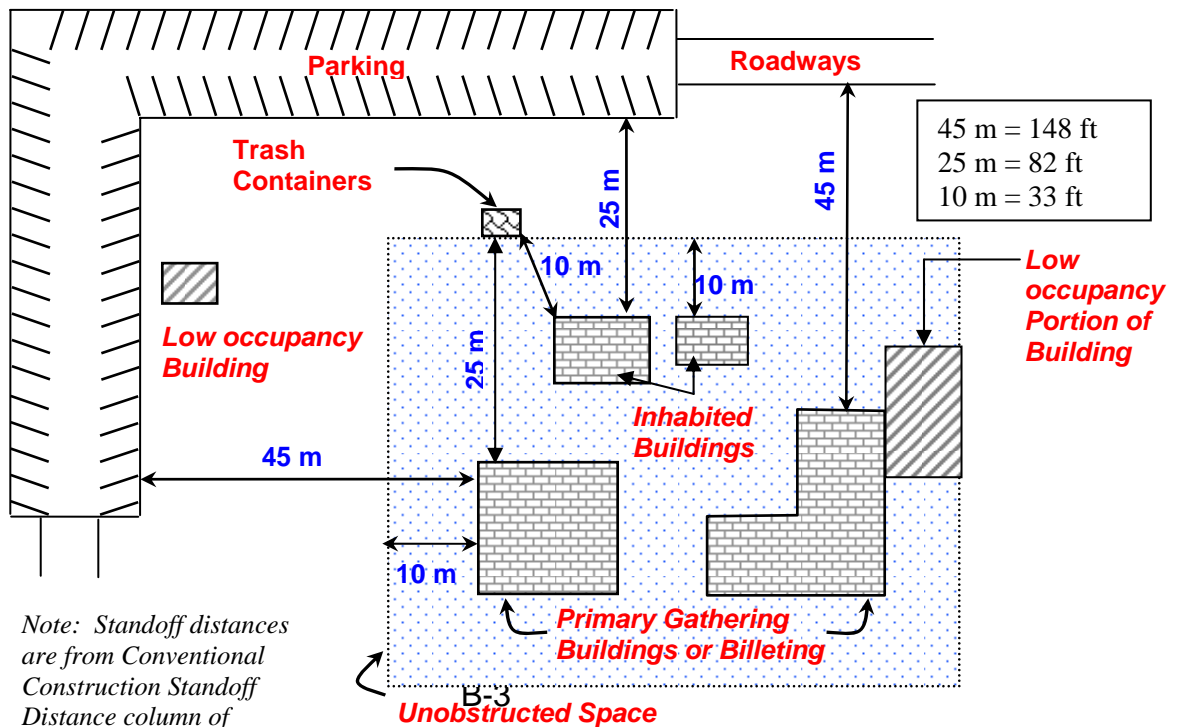 Parking
Roadways
45 m = 148 ft
25 m = 82 ft
10 m = 33 ft
Trash
Containers
25 m
45 m
10 m
10 m
Low
occupancy
Portion of
Building
Low occupancy
Building
25 m
Inhabited
Buildings
45 m
10 m
Primary Gathering
Buildings or Billeting
Note: Standoff distances
are from Conventional
Construction Standoff
Distance column of
B-3
Unobstructed Space